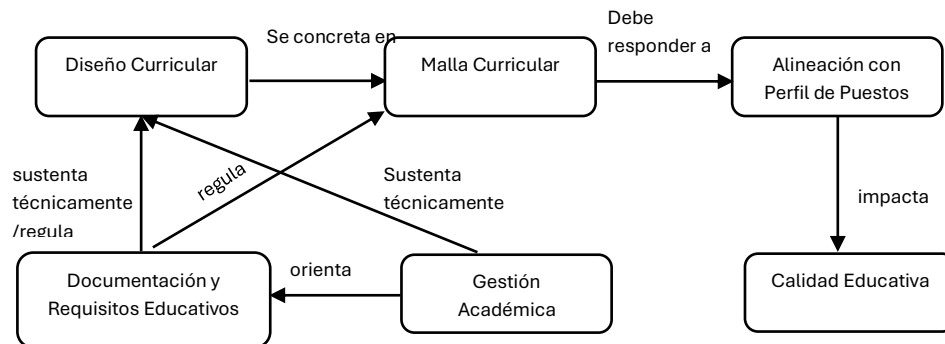 Debe
responder a
Se concreta en
Diseño Curricular
Malla Curricular
Alineación con
Perfil de Puestos
sustenta
técnicamente
/regula
regula
Sustenta
técnicamente
impacta
Documentación y
Requisitos Educativos
orienta
Gestión
Académica
Calidad Educativa